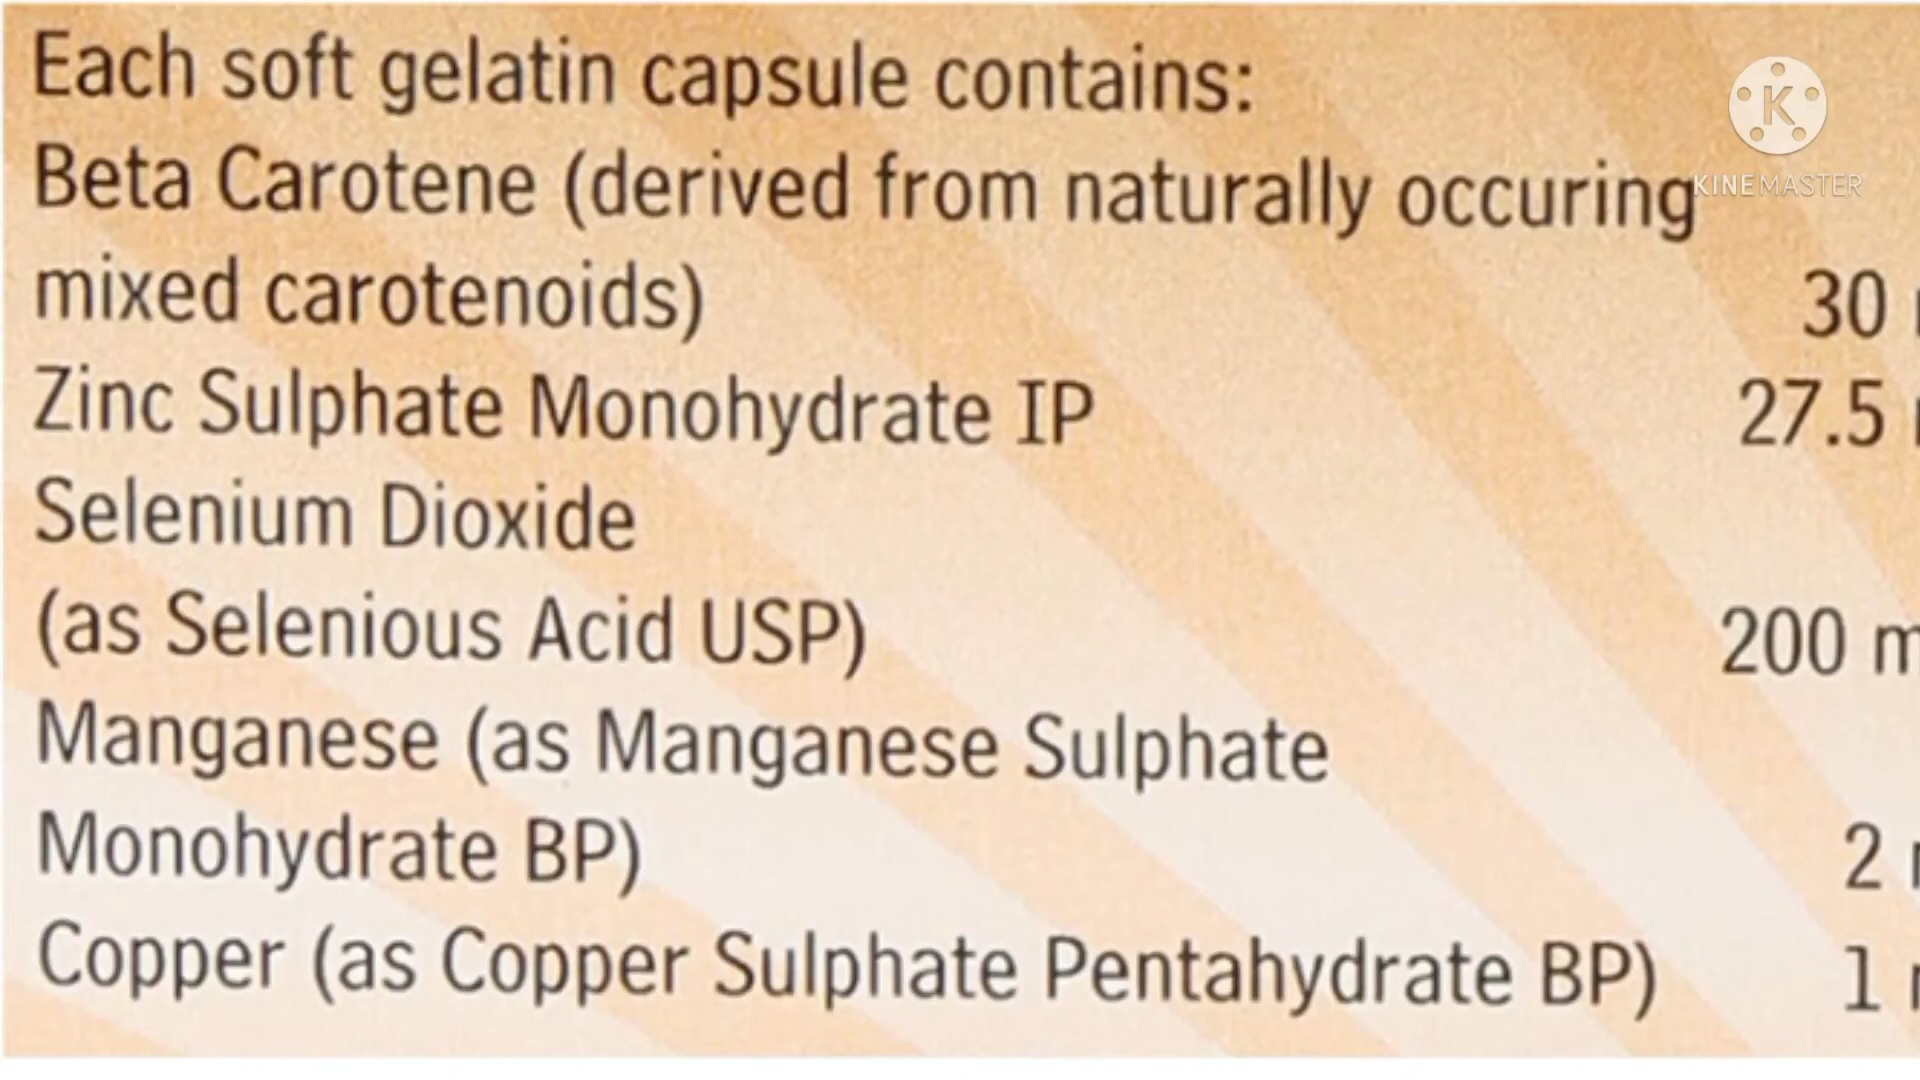 Each soft gelatin capsule contains:
Beta Carotene (derived from naturally occuring
mixed carotenoids) 30
Zinc Sulphate Monohydrate IP 27.5
Selenium Dioxide
(as Selenious Acid USP) 200
Manganese (as Manganese Sulphate
Monohydrate BP) 2
Copper (as Copper Sulphate Pentahydrate BP) 1
K
KINEMASTER